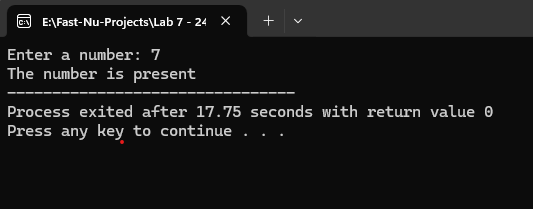 E:\Fast-Nu-Projects\Lab 7 - 24
Enter a number: 7
The number is present
--------------------------------
Process exited after 17.75 seconds with return value 0
Press any key to continue . . .